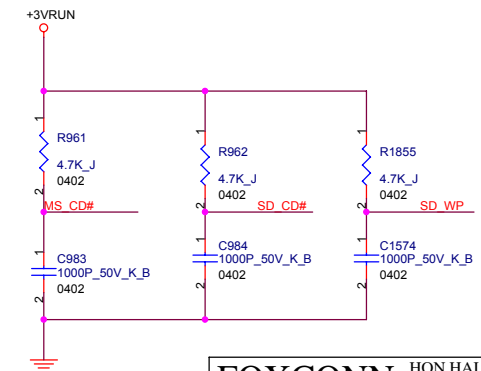 +3VRUN
1
R961
4.7K_J
0402
2
1
R962
4.7K_J
0402
2
1
R1855
4.7K_J
0402
2
MS_CD#
SD_CD#
SD_WP
1
C983
1000P_50V_K_B
0402
2
1
C984
1000P_50V_K_B
0402
2
1
C1574
1000P_50V_K_B
0402
2
FOXCONN HON HAI